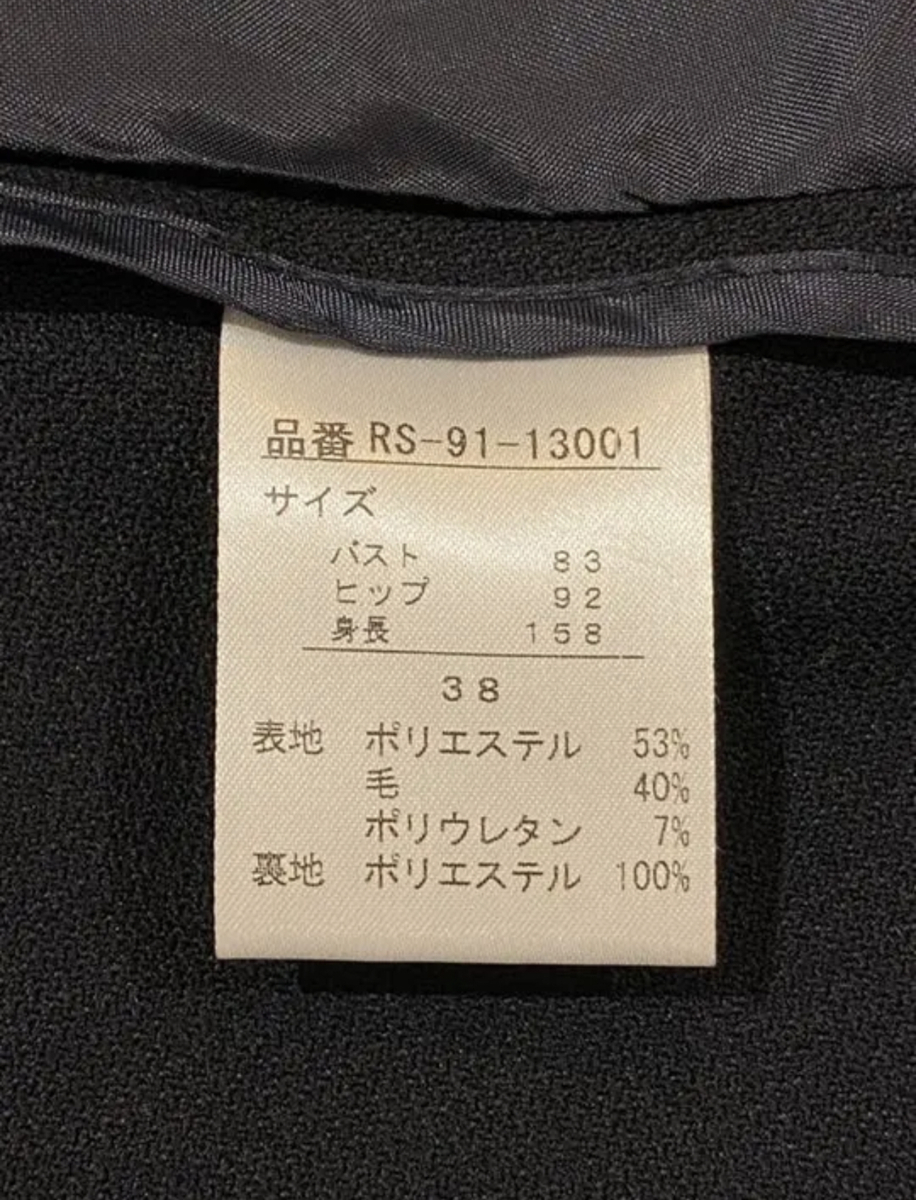 品番 RS-91-13001
サイズ
バスト 83
ヒップ 92
身長 158
38
表地 ポリエステル 53%
毛 40%
ポリウレタン 7%
裏地 ポリエステル 100%